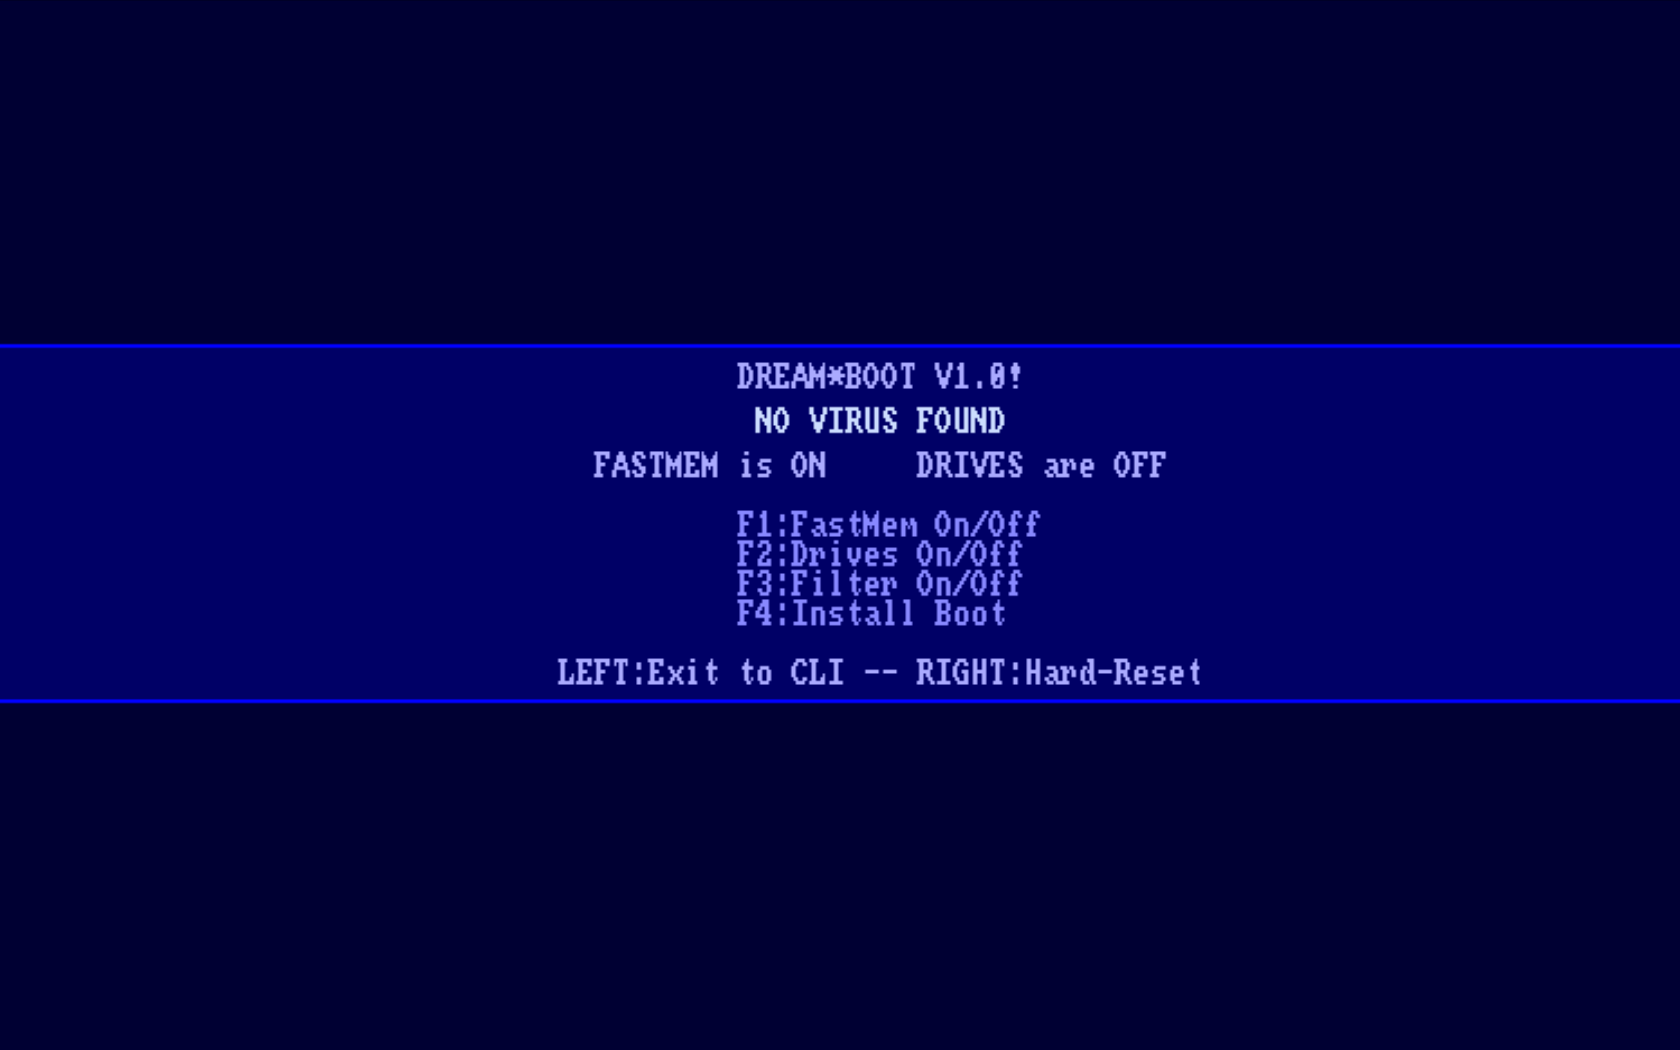 DREAM*BOOT V1.0!
NO VIRUS FOUND
FASTMEM is ON     DRIVES are OFF
F1:FastMem On/Off
F2:Drives On/Off
F3:Filter On/Off
F4:Install Boot
LEFT:Exit to CLI -- RIGHT:Hard-Reset